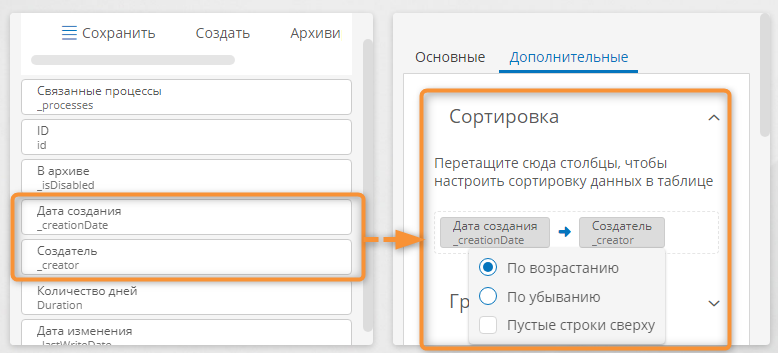 Сохранить Создать Архиви
Связанные процессы
_processes
ID
id
В архиве
_isDisabled
Дата создания
_creationDate
Создатель
_creator
Количество дней
Duration
Дата изменения
_lastWriteDate
Основные Дополнительные
Сортировка
Перетащите сюда столбцы, чтобы
настроить сортировку данных в таблице
Дата создания
_creationDate
Создатель
_creator
По возрастанию
По убыванию
Гр
Пустые строки сверху